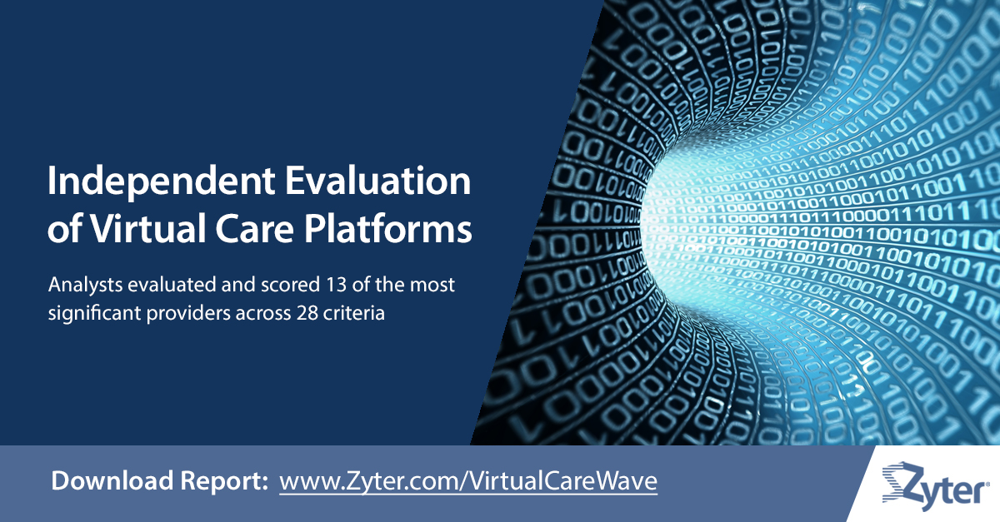 Independent Evaluation
of Virtual Care Platforms
Analysts evaluated and scored 13 of the most
significant providers across 28 criteria
Download Report: www.Zyter.com/VirtualCareWave
Zyter®